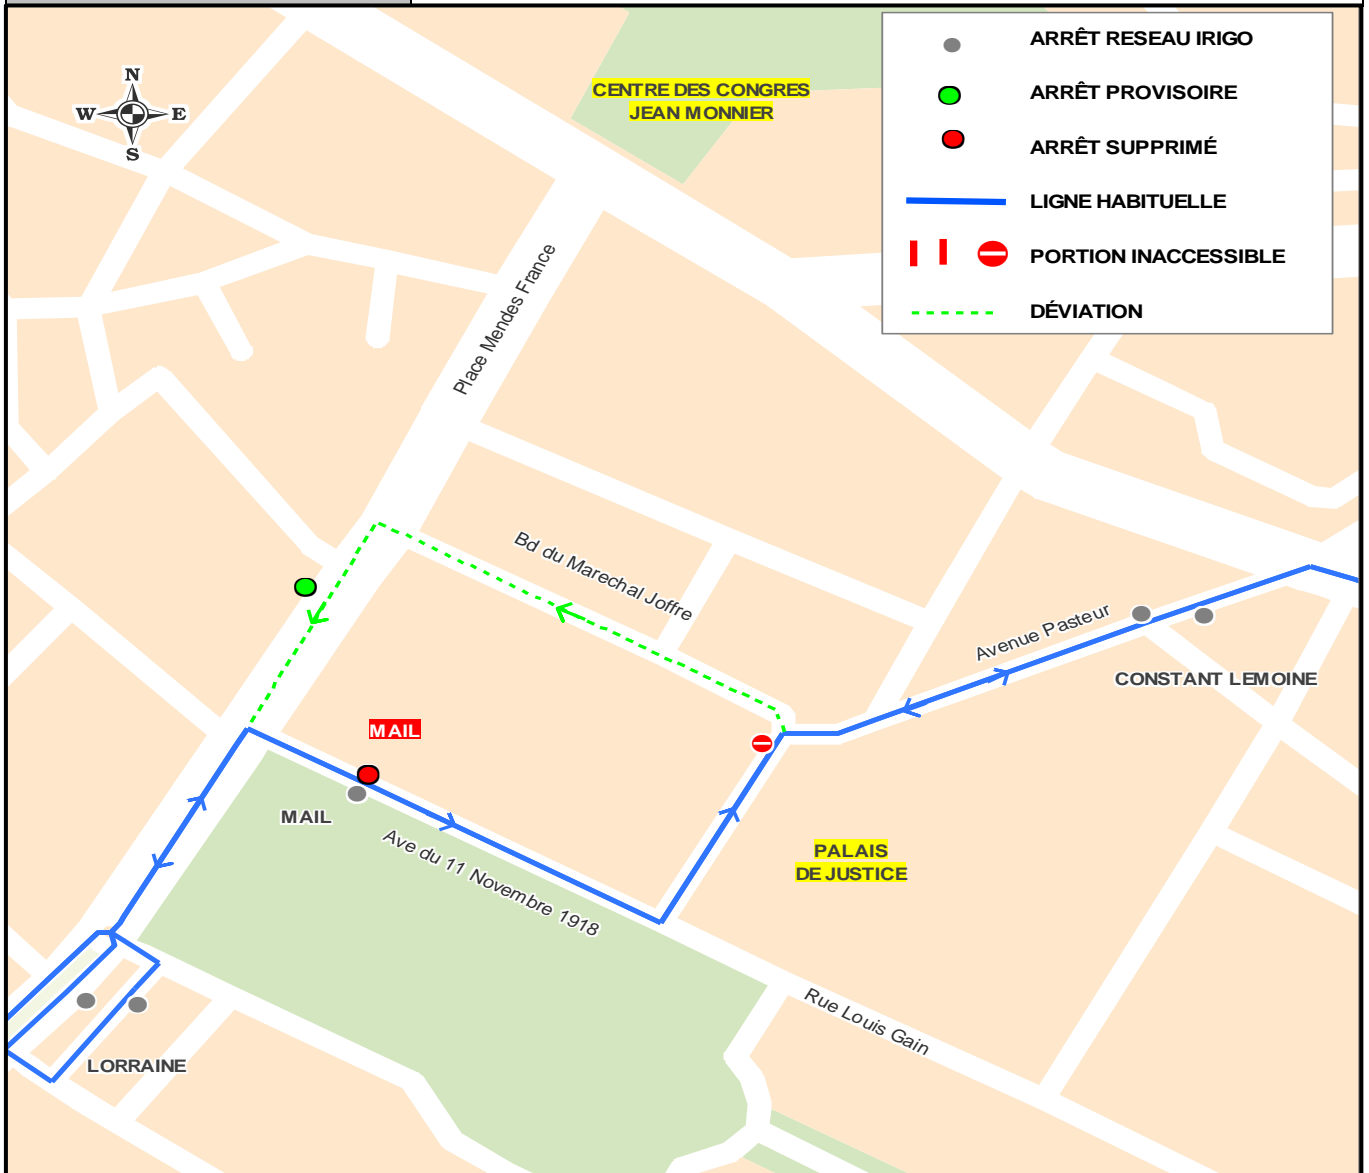 N
W E
S
CENTRE DES CONGRES
JEAN MONNIER
ARRÊT RESEAU IRIGO
ARRÊT PROVISOIRE
ARRÊT SUPPRIMÉ
LIGNE HABITUELLE
PORTION INACCESSIBLE
DÉVIATION
Place Mendes France
Bd du Marechal Joffre
Avenue Pasteur
CONSTANT LEMOINE
MAIL
MAIL
Ave du 11 Novembre 1918
PALAIS
DE JUSTICE
Rue Louis Gain
LORRAINE